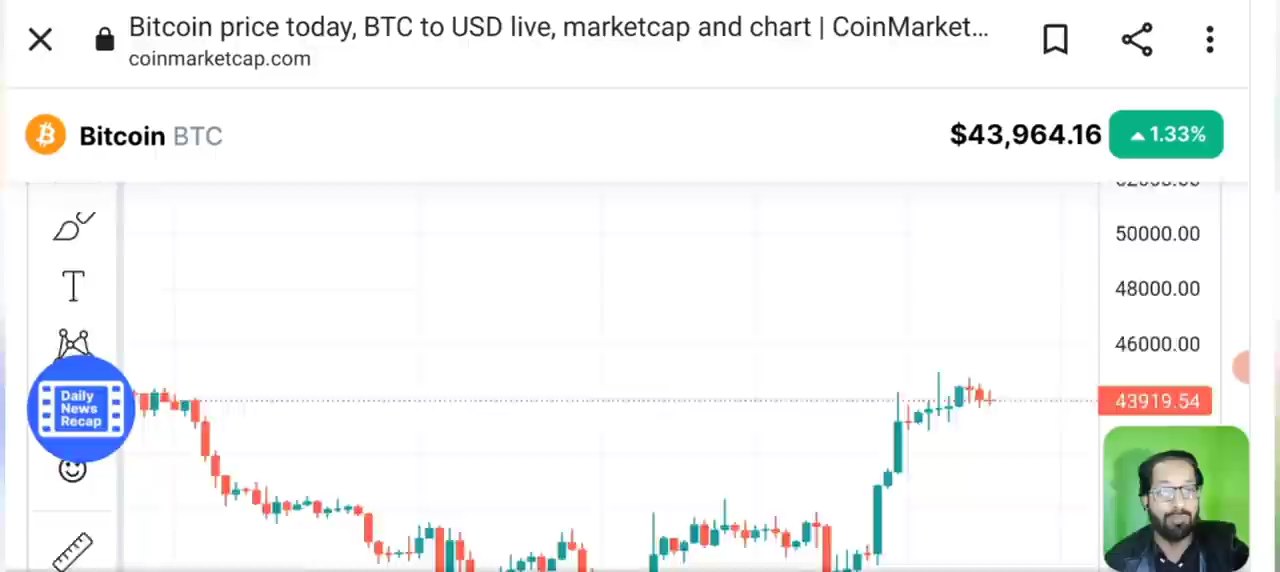 Bitcoin price today, BTC to USD live, marketcap and chart | CoinMarket...
coinmarketcap.com
Bitcoin BTC
$43,964.16
1.33%
50000.00
48000.00
46000.00
43919.54
Daily
News
Recap